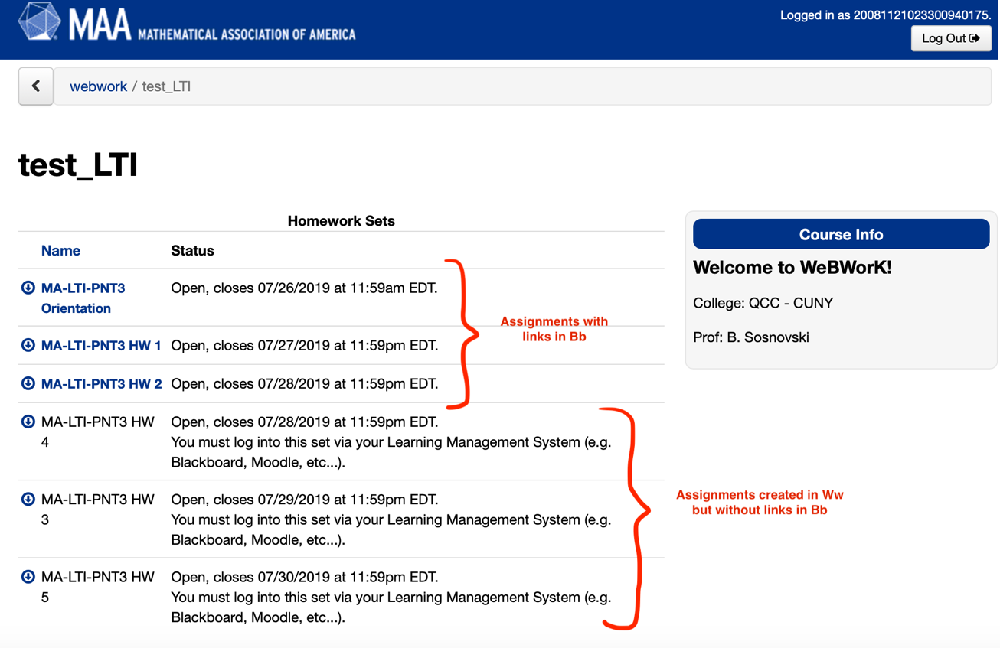 MAA MATHEMATICAL ASSOCIATION OF AMERICA
Logged in as 20081121023300940175.
Log Out
webwork / test_LTI
test_LTI
Homework Sets
Name Status
MA-LTI-PNT3 Orientation
Open, closes 07/26/2019 at 11:59am EDT.
MA-LTI-PNT3 HW 1 Open, closes 07/27/2019 at 11:59pm EDT.
MA-LTI-PNT3 HW 2 Open, closes 07/28/2019 at 11:59pm EDT.
Assignments with
links in Bb
MA-LTI-PNT3 HW
4
Open, closes 07/28/2019 at 11:59pm EDT.
You must log into this set via your Learning Management System (e.g.
Blackboard, Moodle, etc...).
MA-LTI-PNT3 HW
3
Open, closes 07/29/2019 at 11:59pm EDT.
You must log into this set via your Learning Management System (e.g.
Blackboard, Moodle, etc...).
MA-LTI-PNT3 HW
5
Open, closes 07/30/2019 at 11:59pm EDT.
You must log into this set via your Learning Management System (e.g.
Blackboard, Moodle, etc...).
Assignments created in Ww
but without links in Bb
Course Info
Welcome to WeBWorK!
College: QCC - CUNY
Prof: B. Sosnovski